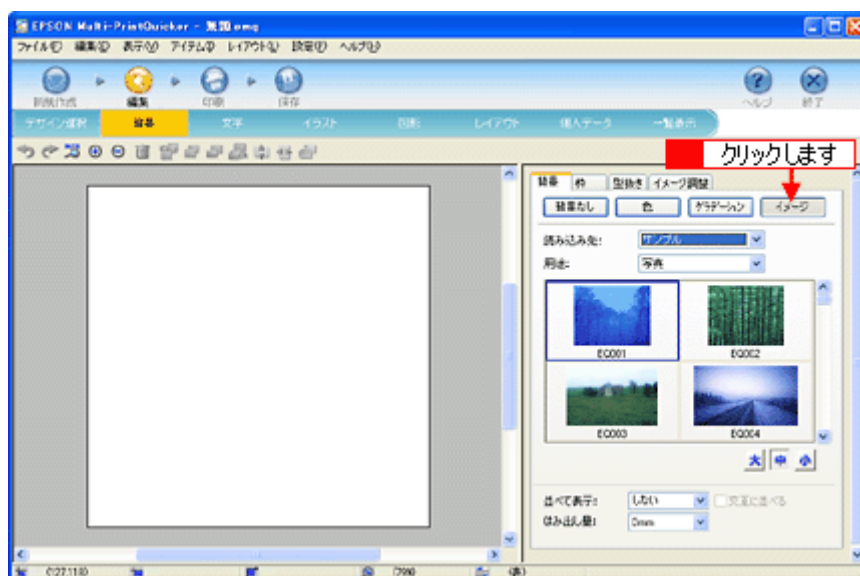 EPSON Multi-PrintQuicker - 無題.emq
ファイル(F) 編集(E) 表示(V) アイテム(I) レイアウト(L) 設定(T) ヘルプ(H)
新規作成 編集 印刷 保存 ヘルプ 終了
デザイン選択 背景 文字 イラスト 図形 レイアウト 個人データ 一覧表示
クリックします
背景 枠 型抜き イメージ調整
背景なし 色 グラデーション イメージ
読み込み先: サンプル
用途: 写真
EG001 EG002
EG003 EG004
大 中 小
並べて表示: しない 交互に並べる
はみ出し量: 0mm